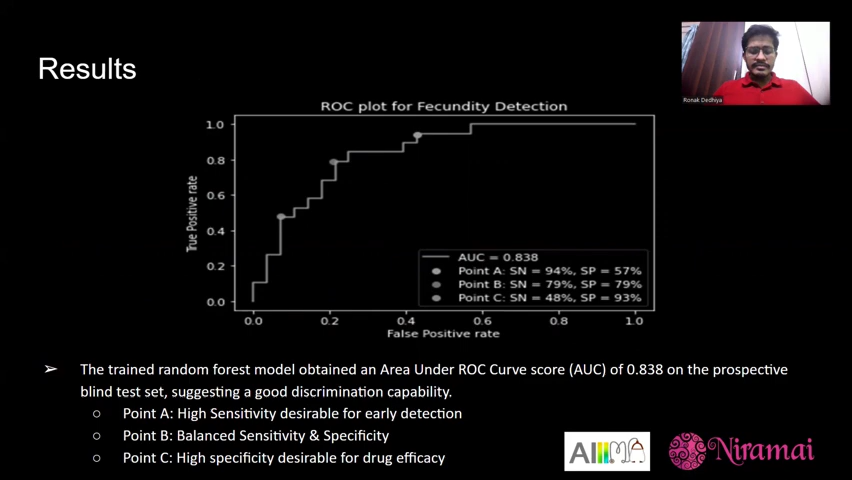 Results
Ronak Dedhiya
ROC plot for Fecundity Detection
1.0
0.8
0.6
0.4
0.2
0.0
True Positive rate
AUC = 0.838
Point A: SN = 94%, SP = 57%
Point B: SN = 79%, SP = 79%
Point C: SN = 48%, SP = 93%
0.0 0.2 0.4 0.6 0.8 1.0
False Positive rate
➢ The trained random forest model obtained an Area Under ROC Curve score (AUC) of 0.838 on the prospective
blind test set, suggesting a good discrimination capability.
○ Point A: High Sensitivity desirable for early detection
○ Point B: Balanced Sensitivity & Specificity
○ Point C: High specificity desirable for drug efficacy
Niramai